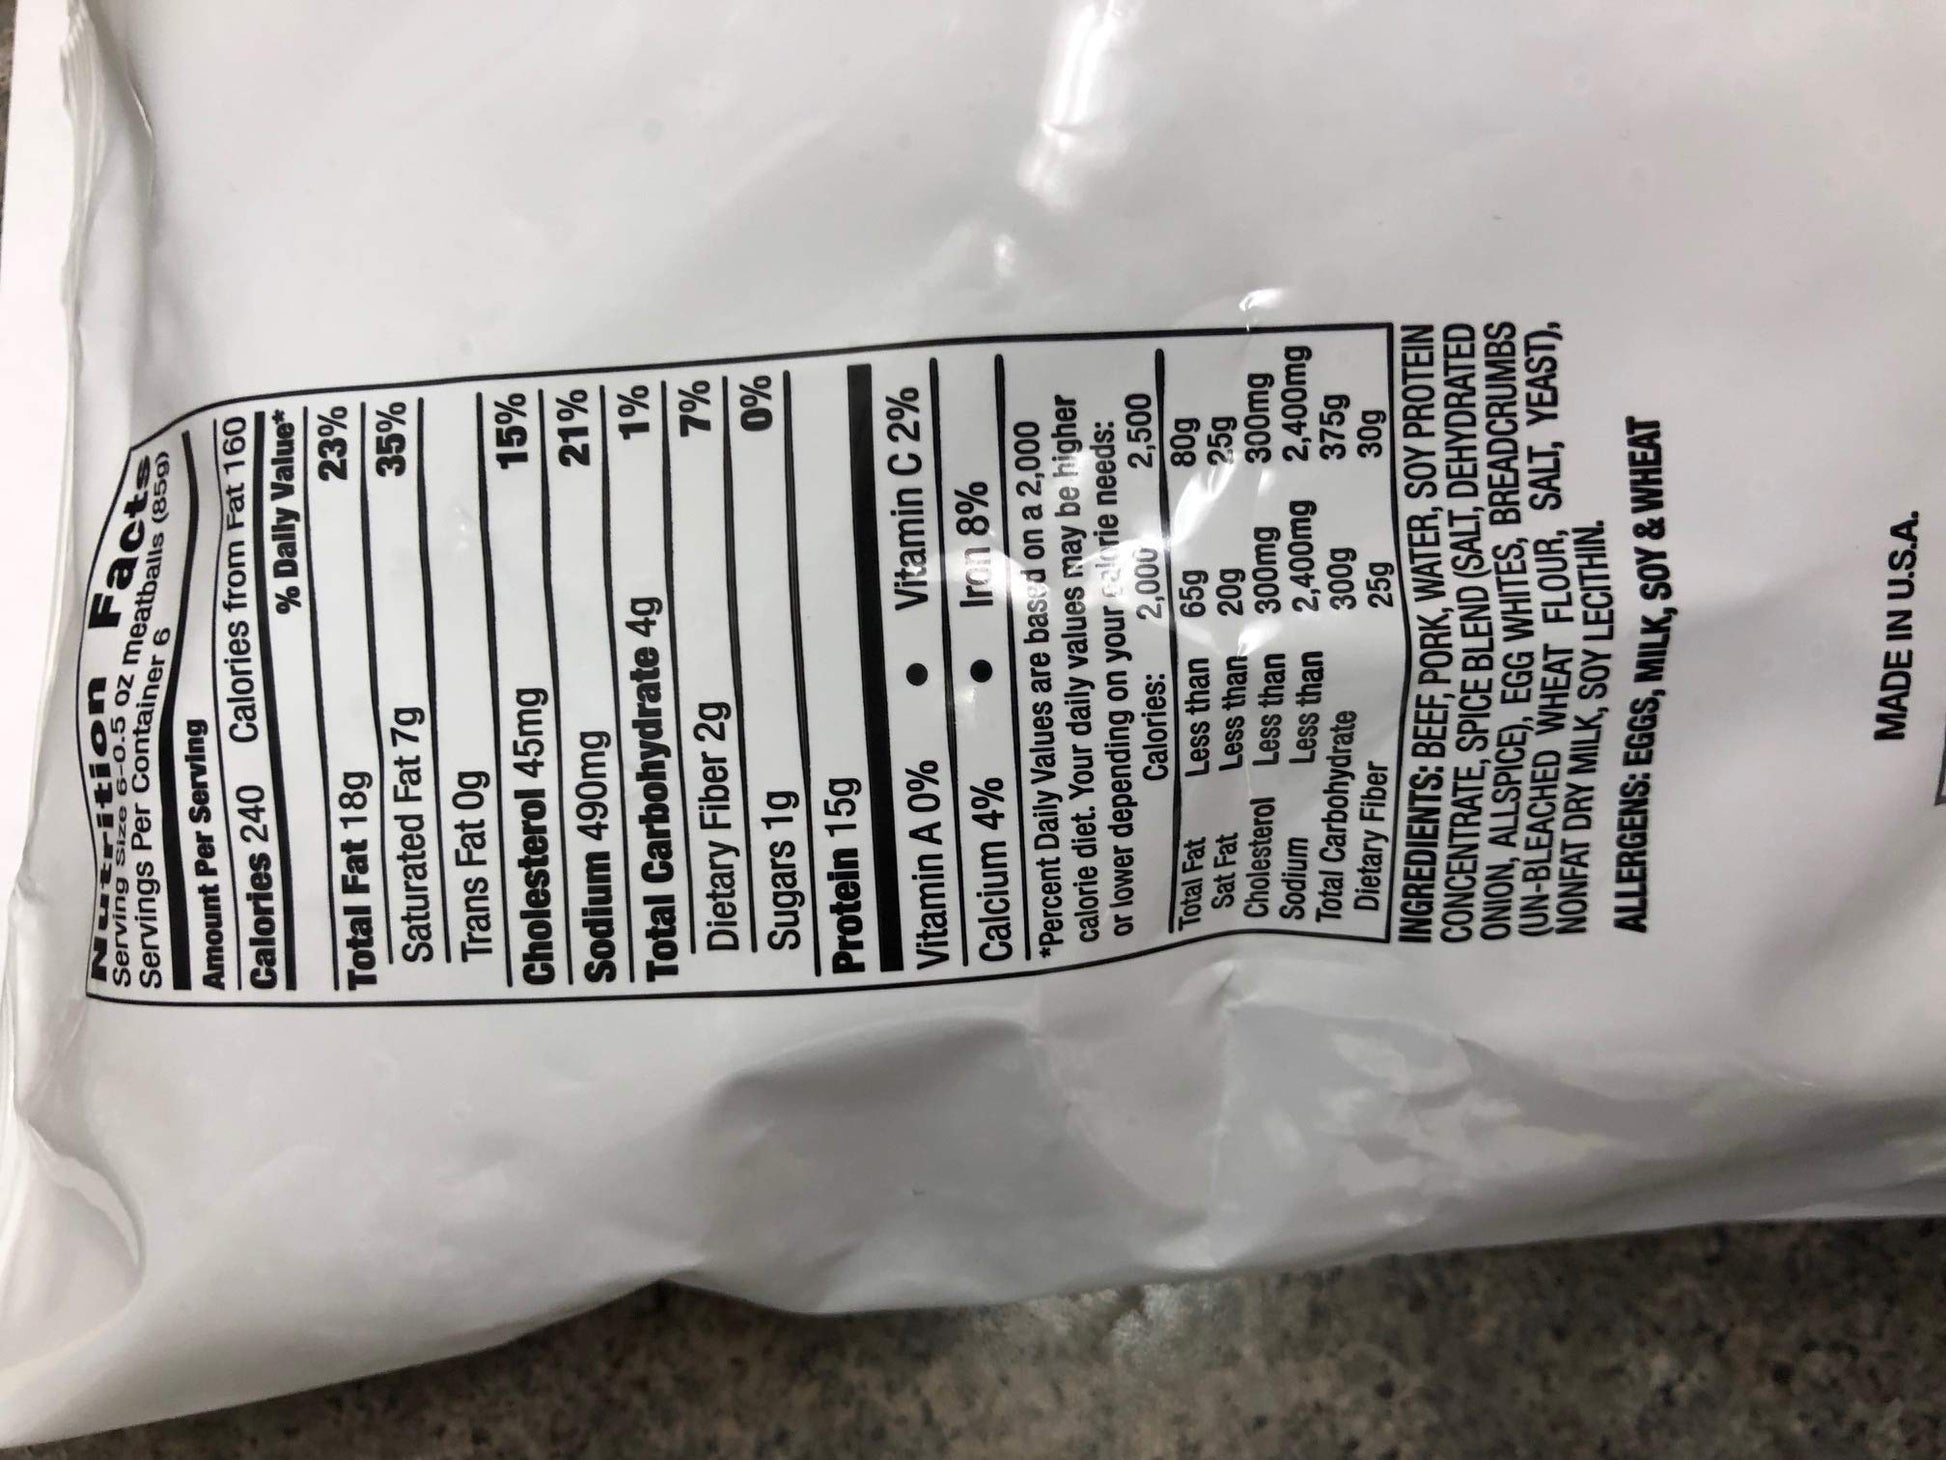 Nutrition Facts
Serving Size 6-0.5 oz meatballs (85g)
Servings Per Container 6
Amount Per Serving
Calories 240 Calories from Fat 160
% Daily Value*
Total Fat 18g 23%
Saturated Fat 7g 35%
Trans Fat 0g
Cholesterol 45mg 15%
Sodium 490mg 21%
Total Carbohydrate 4g 1%
Dietary Fiber 2g 7%
Sugars 1g 0%
Protein 15g
Vitamin A 0% • Vitamin C 2%
Calcium 4% • Iron 8%
*Percent Daily Values are based on a 2,000
calorie diet. Your daily values may be higher
or lower depending on your calorie needs:
Calories: 2,000 2,500
Total Fat Less than 65g 80g
Sat Fat Less than 20g 25g
Cholesterol Less than 300mg 300mg
Sodium Less than 2,400mg 2,400mg
Total Carbohydrate 300g 375g
Dietary Fiber 25g 30g
INGREDIENTS: BEEF, PORK, WATER, SOY PROTEIN
CONCENTRATE, SPICE BLEND (SALT, DEHYDRATED
ONION, ALLSPICE), EGG WHITES, BREADCRUMBS
(UN-BLEACHED WHEAT FLOUR, SALT, YEAST),
NONFAT DRY MILK, SOY LECITHIN.
ALLERGENS: EGGS, MILK, SOY & WHEAT
MADE IN U.S.A.